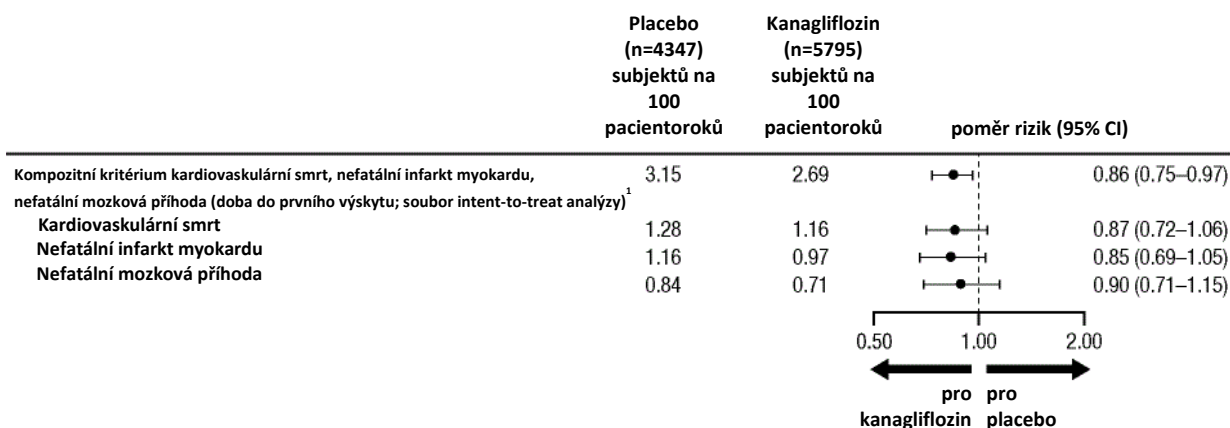 Placebo
(n=4347)
subjektů na
100
pacientoroků
Kanagliflozin
(n=5795)
subjektů na
100
pacientoroků
poměr rizik (95% CI)
Kompozitní kritérium kardiovaskulární smrt, nefatální infarkt myokardu,
nefatální mozková příhoda (doba do prvního výskytu; soubor intent-to-treat analýzy)1
3.15 2.69 0.86 (0.75–0.97)
Kardiovaskulární smrt 1.28 1.16 0.87 (0.72–1.06)
Nefatální infarkt myokardu 1.16 0.97 0.85 (0.69–1.05)
Nefatální mozková příhoda 0.84 0.71 0.90 (0.71–1.15)
0.50 1.00 2.00
pro
kanagliflozin
pro
placebo